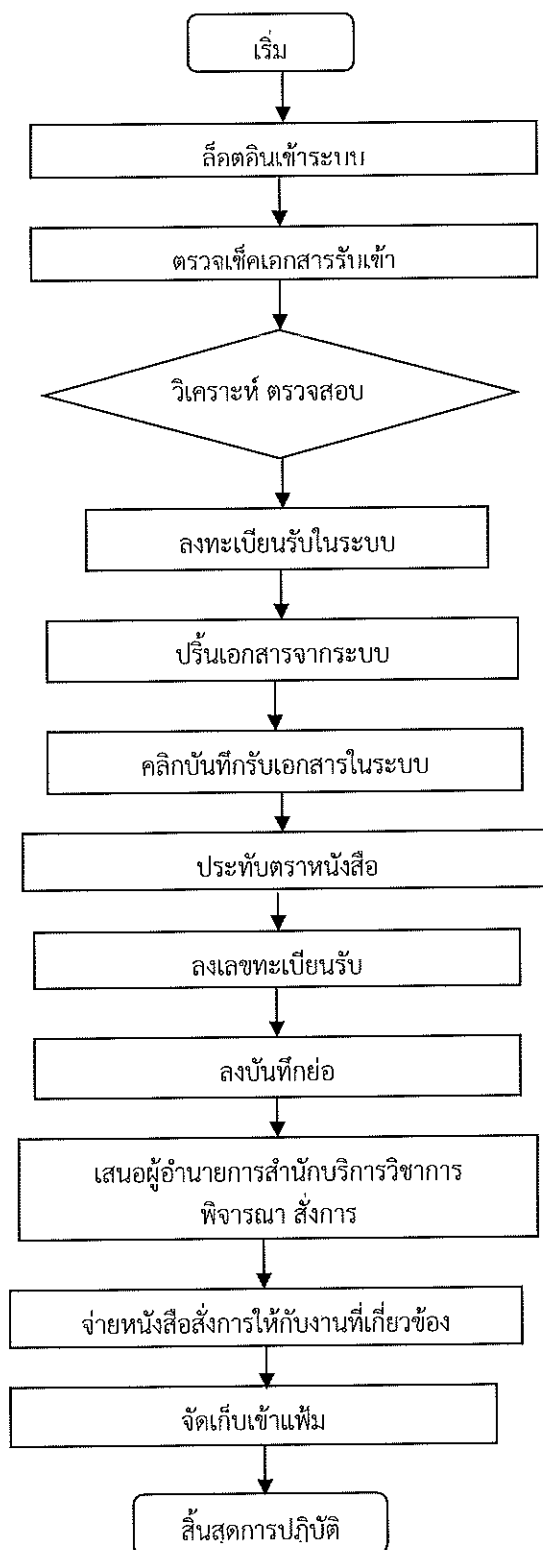 เริ่ม
ล็อตอินเข้าระบบ
ตรวจเช็คเอกสารรับเข้า
วิเคราะห์ ตรวจสอบ
ลงทะเบียนรับในระบบ
ปริ้นเอกสารจากระบบ
คลิกบันทึกรับเอกสารในระบบ
ประทับตราหนังสือ
ลงเลขทะเบียนรับ
ลงบันทึกย่อ
เสนอผู้อำนายการสำนักบริการวิชาการ
พิจารณา สั่งการ
จ่ายหนังสือสั่งการให้กับงานที่เกี่ยวข้อง
จัดเก็บเข้าแฟ้ม
สิ้นสุดการปฏิบัติ